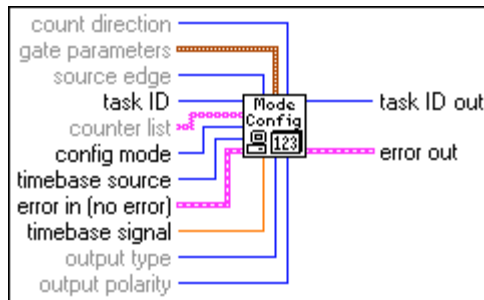 count direction
gate parameters
source edge
task ID
Mode
task ID out
Config
counter list
config mode
123
error out
timebase source
error in (no error)
timebase signal
output type
output polarity